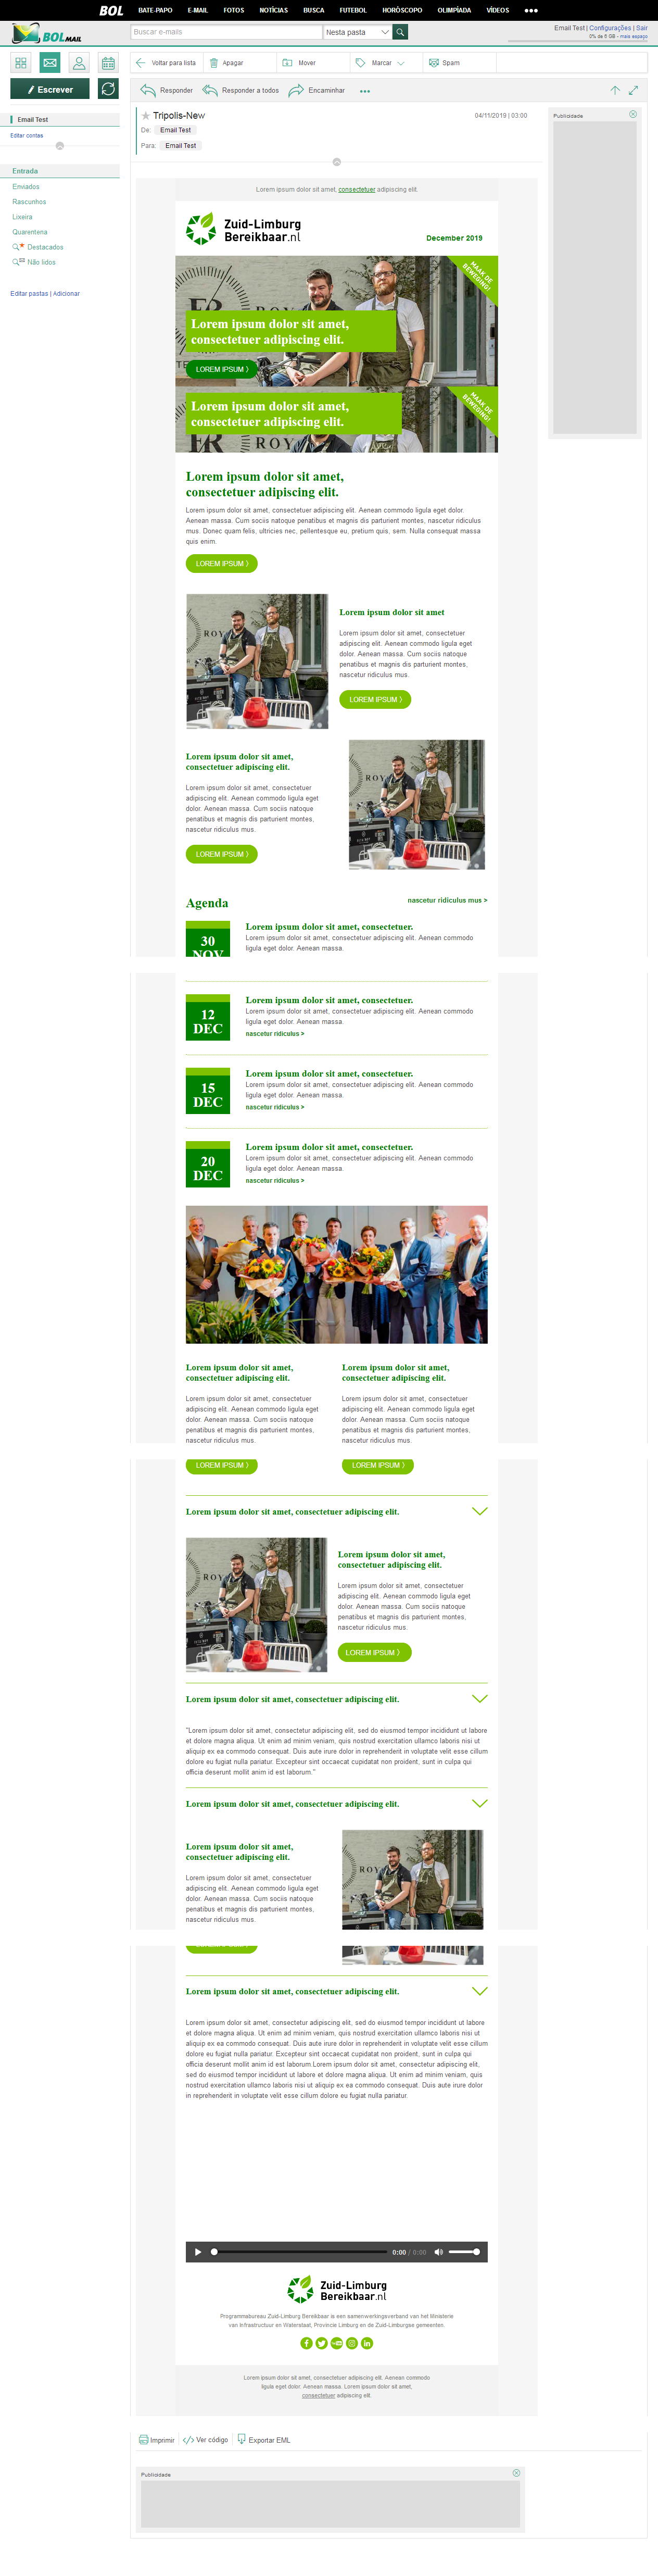 BOL BATE-PAPO E-MAIL FOTOS NOTÍCIAS BUSCA FUTEBOL HORÓSCOPO OLIMPÍADA VÍDEOS
BOLMAIL
Buscar e-mails
Nesta pasta
Email Test | Configurações | Sair
0% de 5 GB - mais espaço
Voltar para lista
Apagar
Mover
Marcar
Spam
Escrever
Responder
Responder a todos
Encaminhar
Email Test
Editar contas
Entrada
Enviados
Rascunhos
Lixeira
Quarentena
Destacados
Não lidos
Editar pastas | Adicionar
Tripolis-New
04/11/2019 | 03:00
De: Email Test
Para: Email Test
Publicidade
Lorem ipsum dolor sit amet, consectetuer adipiscing elit.
Zuid-Limburg
Bereikbaar.nl
December 2019
MAAK DE
BEWEGING!
Lorem ipsum dolor sit amet,
consectetuer adipiscing elit.
LOREM IPSUM 〉
MAAK DE
BEWEGING!
Lorem ipsum dolor sit amet,
consectetuer adipiscing elit.
Lorem ipsum dolor sit amet,
consectetuer adipiscing elit.
Lorem ipsum dolor sit amet, consectetuer adipiscing elit. Aenean commodo ligula eget dolor.
Aenean massa. Cum sociis natoque penatibus et magnis dis parturient montes, nascetur ridiculus
mus. Donec quam felis, ultricies nec, pellentesque eu, pretium quis, sem. Nulla consequat massa
quis enim.
LOREM IPSUM 〉
Lorem ipsum dolor sit amet
Lorem ipsum dolor sit amet, consectetuer
adipiscing elit. Aenean commodo ligula eget
dolor. Aenean massa. Cum sociis natoque
penatibus et magnis dis parturient montes,
nascetur ridiculus mus.
LOREM IPSUM 〉
Lorem ipsum dolor sit amet,
consectetuer adipiscing elit.
Lorem ipsum dolor sit amet, consectetuer
adipiscing elit. Aenean commodo ligula eget
dolor. Aenean massa. Cum sociis natoque
penatibus et magnis dis parturient montes,
nascetur ridiculus mus.
LOREM IPSUM 〉
Agenda
nascetur ridiculus mus >
30
NOV
Lorem ipsum dolor sit amet, consectetuer.
Lorem ipsum dolor sit amet, consectetuer adipiscing elit. Aenean commodo
ligula eget dolor. Aenean massa.
12
DEC
Lorem ipsum dolor sit amet, consectetuer.
Lorem ipsum dolor sit amet, consectetuer adipiscing elit. Aenean commodo
ligula eget dolor. Aenean massa.
nascetur ridiculus >
15
DEC
Lorem ipsum dolor sit amet, consectetuer.
Lorem ipsum dolor sit amet, consectetuer adipiscing elit. Aenean commodo
ligula eget dolor. Aenean massa.
nascetur ridiculus >
20
DEC
Lorem ipsum dolor sit amet, consectetuer.
Lorem ipsum dolor sit amet, consectetuer adipiscing elit. Aenean commodo
ligula eget dolor. Aenean massa.
nascetur ridiculus >
Lorem ipsum dolor sit amet,
consectetuer adipiscing elit.
Lorem ipsum dolor sit amet, consectetuer
adipiscing elit. Aenean commodo ligula eget
dolor. Aenean massa. Cum sociis natoque
penatibus et magnis dis parturient montes,
nascetur ridiculus mus.
LOREM IPSUM 〉
Lorem ipsum dolor sit amet,
consectetuer adipiscing elit.
Lorem ipsum dolor sit amet, consectetuer
adipiscing elit. Aenean commodo ligula eget
dolor. Aenean massa. Cum sociis natoque
penatibus et magnis dis parturient montes,
nascetur ridiculus mus.
LOREM IPSUM 〉
Lorem ipsum dolor sit amet, consectetuer adipiscing elit.
Lorem ipsum dolor sit amet,
consectetuer adipiscing elit.
Lorem ipsum dolor sit amet, consectetuer
adipiscing elit. Aenean commodo ligula eget
dolor. Aenean massa. Cum sociis natoque
penatibus et magnis dis parturient montes,
nascetur ridiculus mus.
LOREM IPSUM 〉
Lorem ipsum dolor sit amet, consectetuer adipiscing elit.
"Lorem ipsum dolor sit amet, consectetur adipiscing elit, sed do eiusmod tempor incididunt ut labore
et dolore magna aliqua. Ut enim ad minim veniam, quis nostrud exercitation ullamco laboris nisi ut
aliquip ex ea commodo consequat. Duis aute irure dolor in reprehenderit in voluptate velit esse cillum
dolore eu fugiat nulla pariatur. Excepteur sint occaecat cupidatat non proident, sunt in culpa qui
officia deserunt mollit anim id est laborum."
Lorem ipsum dolor sit amet, consectetuer adipiscing elit.
Lorem ipsum dolor sit amet,
consectetuer adipiscing elit.
Lorem ipsum dolor sit amet, consectetuer
adipiscing elit. Aenean commodo ligula eget
dolor. Aenean massa. Cum sociis natoque
penatibus et magnis dis parturient montes,
nascetur ridiculus mus.
Lorem ipsum dolor sit amet, consectetuer adipiscing elit.
Lorem ipsum dolor sit amet, consectetur adipiscing elit, sed do eiusmod tempor incididunt ut labore
et dolore magna aliqua. Ut enim ad minim veniam, quis nostrud exercitation ullamco laboris nisi ut
aliquip ex ea commodo consequat. Duis aute irure dolor in reprehenderit in voluptate velit esse cillum
dolore eu fugiat nulla pariatur. Excepteur sint occaecat cupidatat non proident, sunt in culpa qui
officia deserunt mollit anim id est laborum.Lorem ipsum dolor sit amet, consectetur adipiscing elit,
sed do eiusmod tempor incididunt ut labore et dolore magna aliqua. Ut enim ad minim veniam, quis
nostrud exercitation ullamco laboris nisi ut aliquip ex ea commodo consequat. Duis aute irure dolor
in reprehenderit in voluptate velit esse cillum dolore eu fugiat nulla pariatur.
0:00 / 0:00
Zuid-Limburg
Bereikbaar.nl
Programmabureau Zuid-Limburg Bereikbaar is een samenwerkingsverband van het Ministerie
van Infrastructuur en Waterstaat, Provincie Limburg en de Zuid-Limburgse gemeenten.
Lorem ipsum dolor sit amet, consectetuer adipiscing elit. Aenean commodo
ligula eget dolor. Aenean massa. Lorem ipsum dolor sit amet,
consectetuer adipiscing elit.
Imprimir
Ver código
Exportar EML
Publicidade